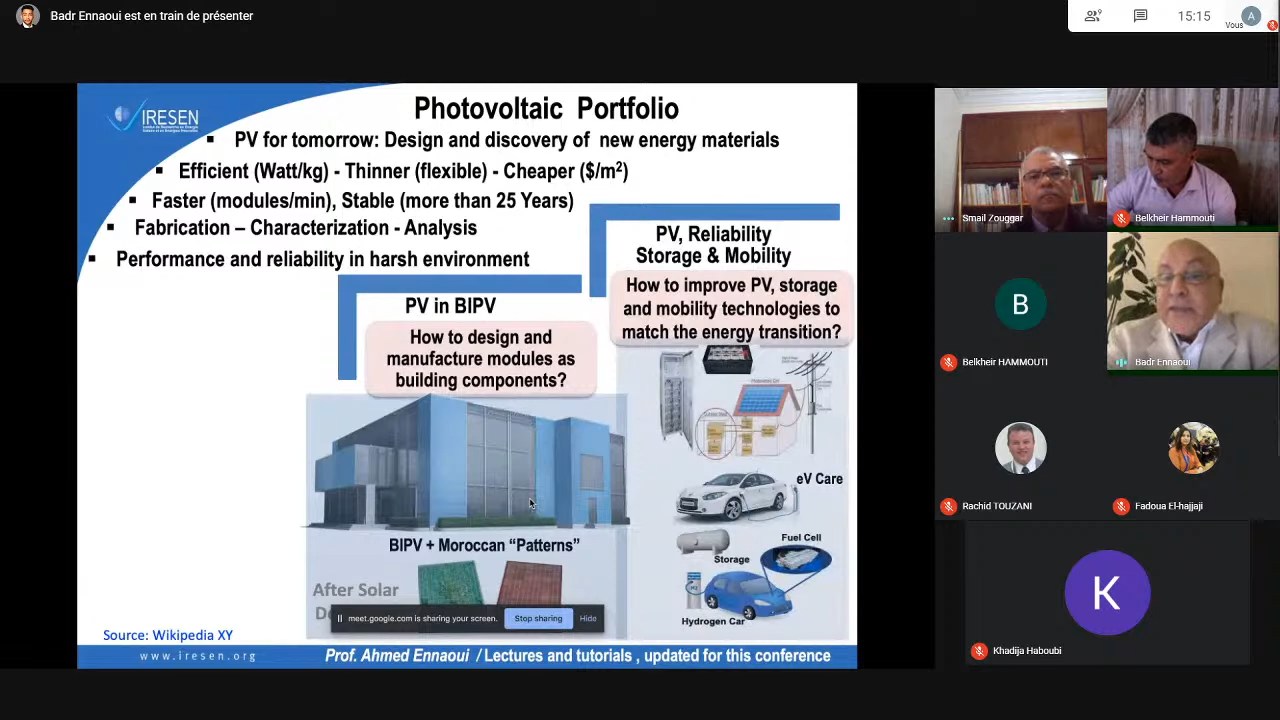 Badr Ennaoui est en train de présenter
9
15:15
A
Vous
IRESEN
Photovoltaic Portfolio
▪ PV for tomorrow: Design and discovery of new energy materials
▪ Efficient (Watt/kg) - Thinner (flexible) - Cheaper ($/m²)
▪ Faster (modules/min), Stable (more than 25 Years)
▪ Fabrication – Characterization - Analysis
▪ Performance and reliability in harsh environment
PV, Reliability
Storage & Mobility
How to improve PV, storage
and mobility technologies to
match the energy transition?
PV in BIPV
How to design and
manufacture modules as
building components?
eV Care
Fuel Cell
Storage
Hydrogen Car
BIPV + Moroccan “Patterns”
After Solar
meet.google.com is sharing your screen.
Stop sharing
Hide
Source: Wikipedia XY
www.iresen.org
Prof. Ahmed Ennaoui / Lectures and tutorials , updated for this conference
Smail Zouggar
Belkheir Hammouti
B
Belkheir HAMMOUTI
Badr Ennaoui
Rachid TOUZANI
Fadoua El-hajjaji
K
Khadija Haboubi